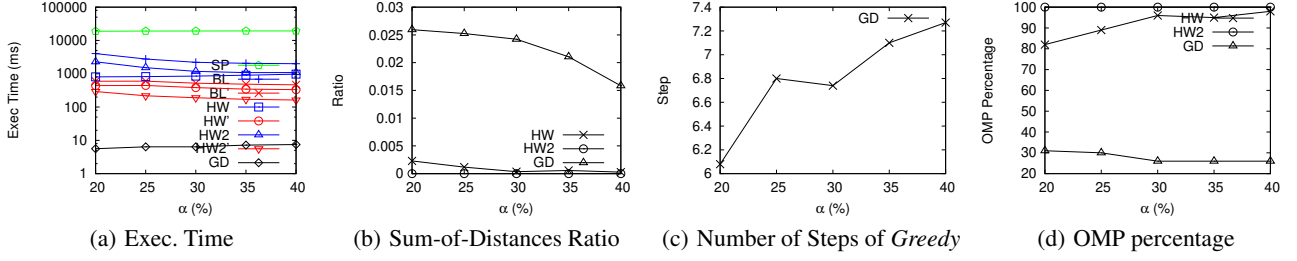 Exec Time (ms)
100000
10000
1000
100
10
1
20 25 30 35 40
α (%)
SP
BL
BL'
HW
HW'
HW2
HW2'
GD
(a) Exec. Time
Ratio
0.03
0.025
0.02
0.015
0.01
0.005
0
20 25 30 35 40
α (%)
HW
HW2
GD
(b) Sum-of-Distances Ratio
Step
7.4
7.2
7
6.8
6.6
6.4
6.2
6
20 25 30 35 40
α (%)
GD
(c) Number of Steps of Greedy
OMP Percentage
100
90
80
70
60
50
40
30
20
20 25 30 35 40
α (%)
HW
HW2
GD
(d) OMP percentage